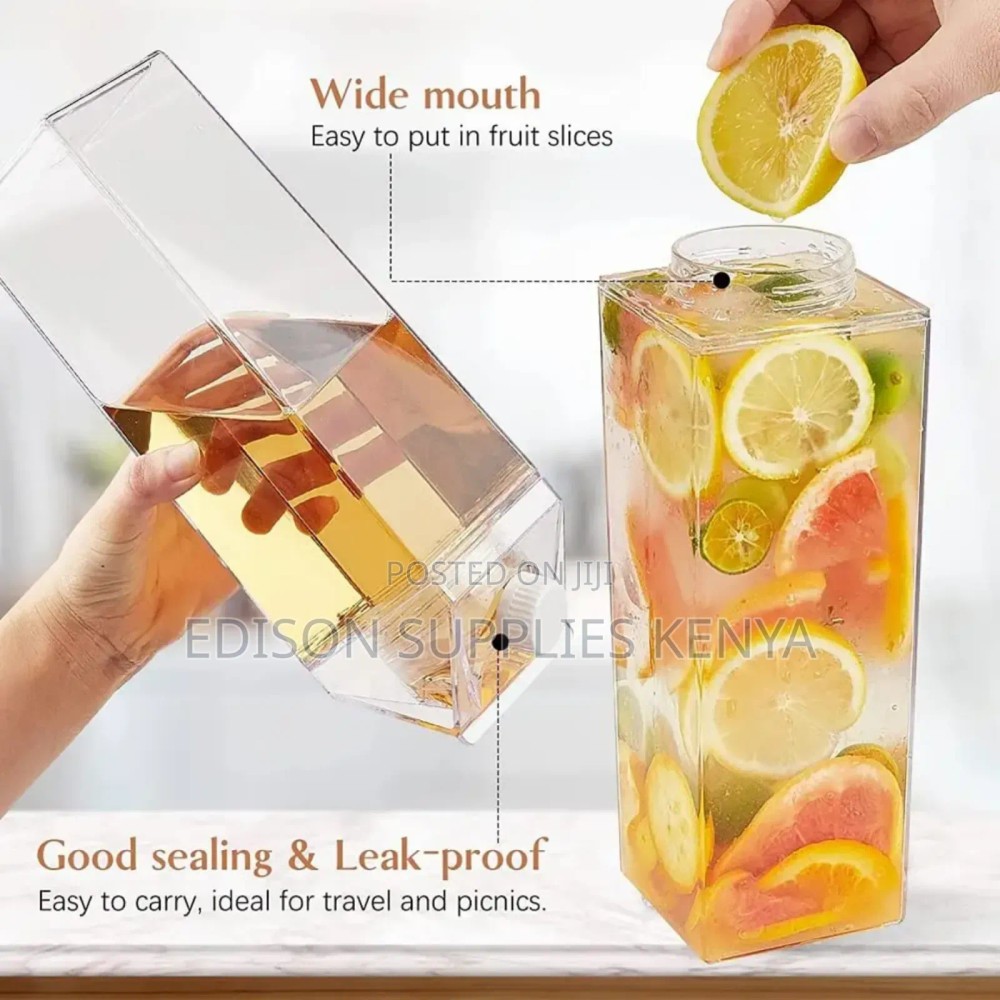 Wide mouth
Easy to put in fruit slices
POSTED ON JIJI
EDISON SUPPLIES KENYA
Good sealing & Leak-proof
Easy to carry, ideal for travel and picnics.